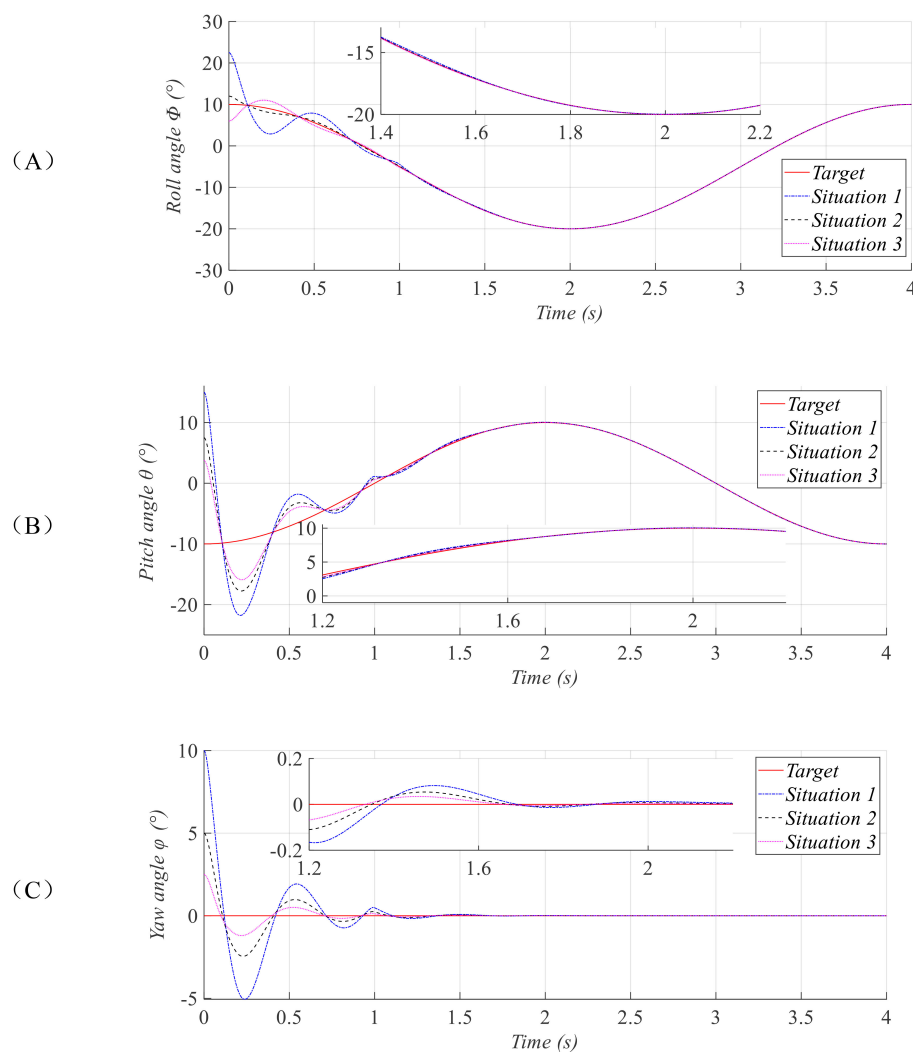 （A）
Roll angle Φ (°)
30
20
10
0
-10
-20
-30
-15
-20
1.4
1.6
1.8
2
2.2
Target
Situation 1
Situation 2
Situation 3
0
0.5
1
1.5
2
2.5
3
3.5
4
Time (s)
（B）
Pitch angle θ (°)
10
0
-10
-20
Target
Situation 1
Situation 2
Situation 3
10
5
0
1.2
1.6
2
0
0.5
1
1.5
2
2.5
3
3.5
4
Time (s)
（C）
Yaw angle φ (°)
10
5
0
-5
0.2
0
-0.2
1.2
1.6
2
Target
Situation 1
Situation 2
Situation 3
0
0.5
1
1.5
2
2.5
3
3.5
4
Time (s)